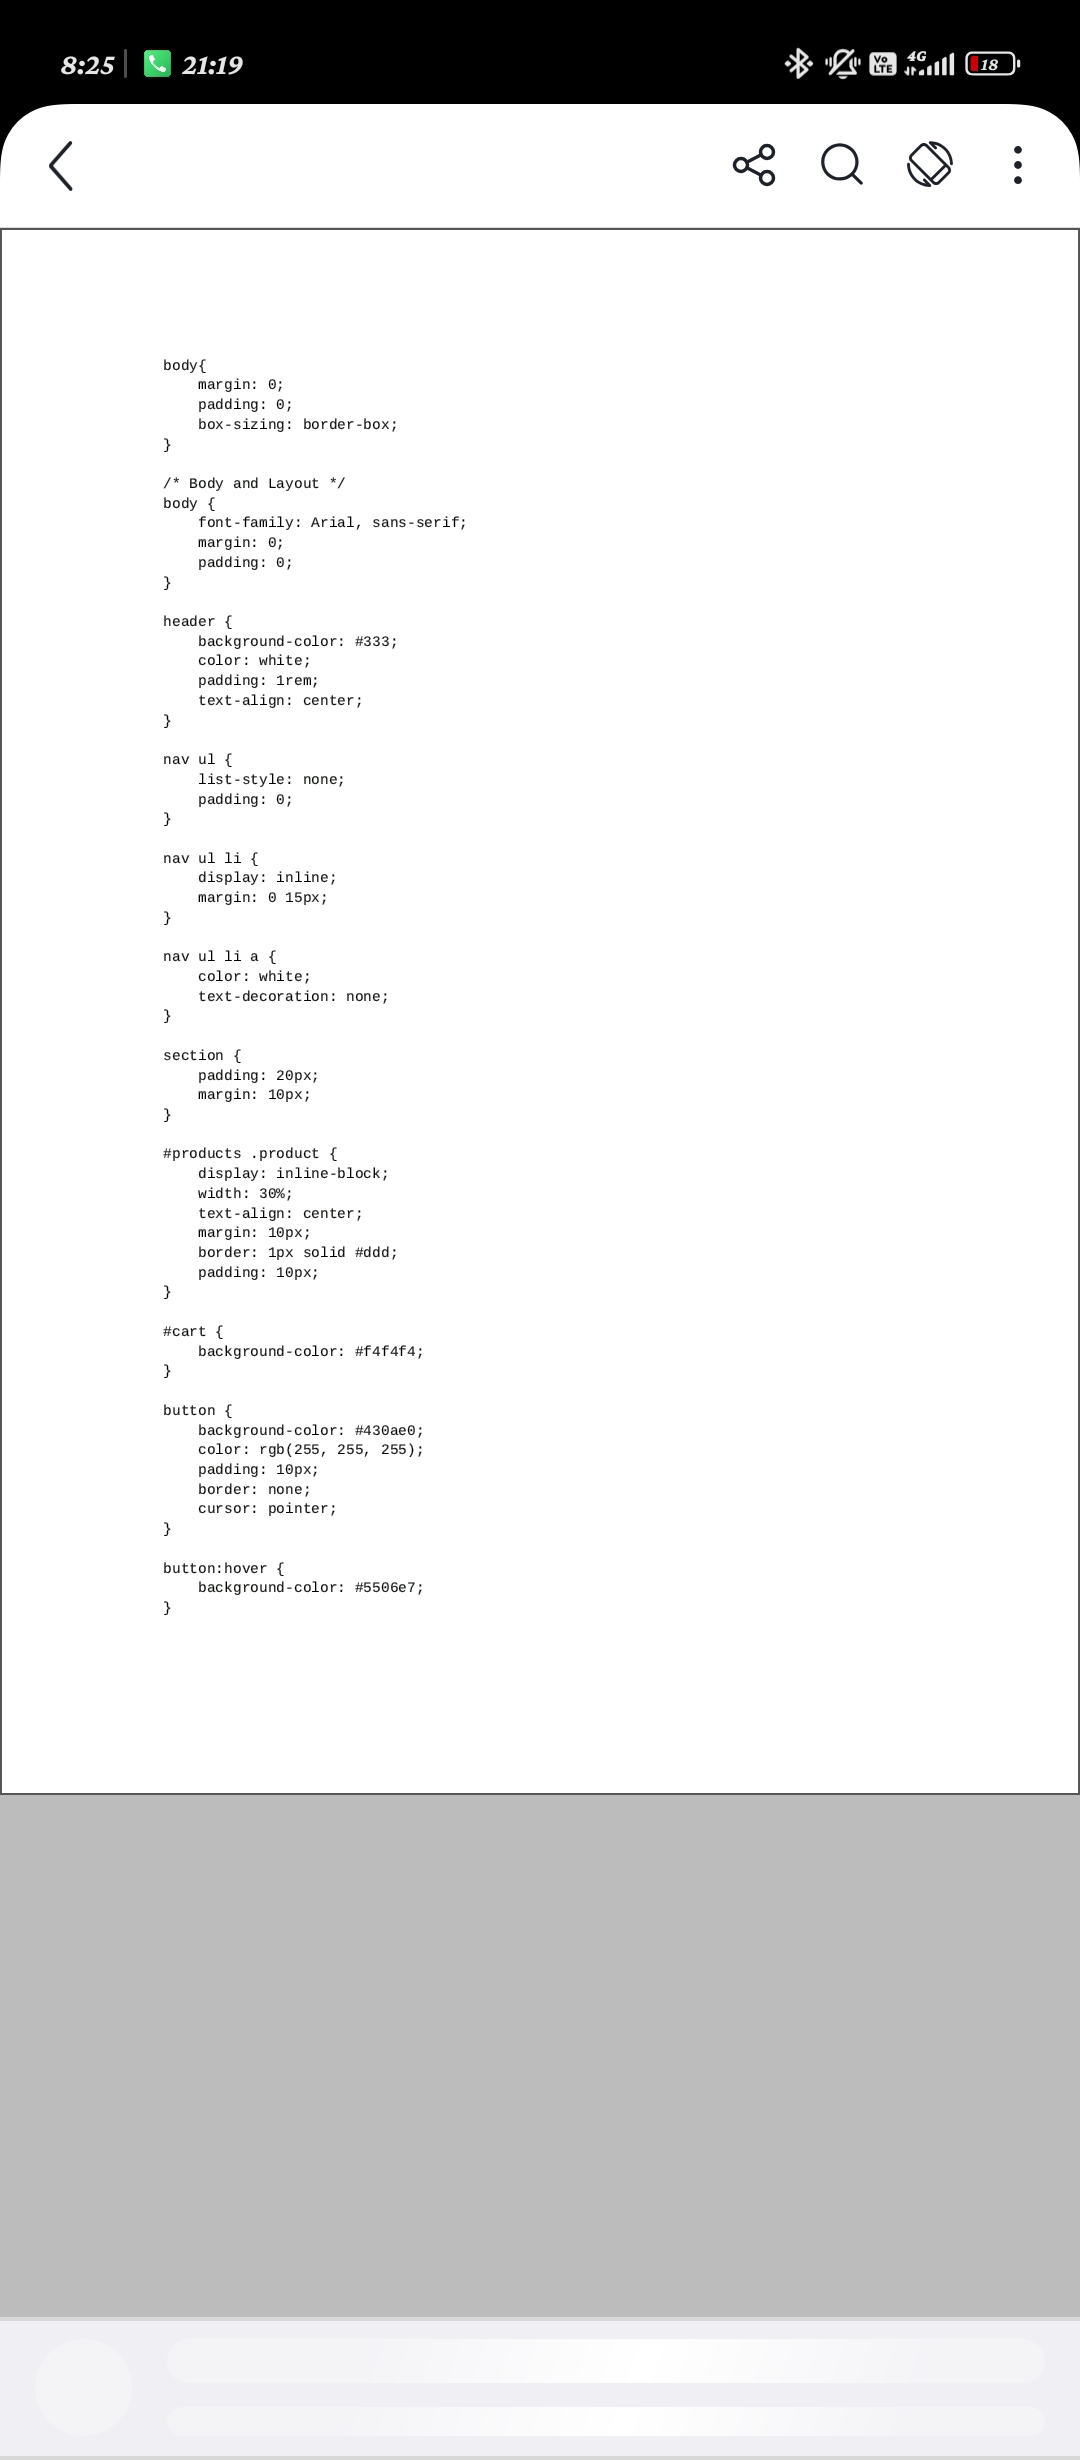 8:25 21:19 Vo LTE 4G 18
body{
    margin: 0;
    padding: 0;
    box-sizing: border-box;
}

/* Body and Layout */
body {
    font-family: Arial, sans-serif;
    margin: 0;
    padding: 0;
}

header {
    background-color: #333;
    color: white;
    padding: 1rem;
    text-align: center;
}

nav ul {
    list-style: none;
    padding: 0;
}

nav ul li {
    display: inline;
    margin: 0 15px;
}

nav ul li a {
    color: white;
    text-decoration: none;
}

section {
    padding: 20px;
    margin: 10px;
}

#products .product {
    display: inline-block;
    width: 30%;
    text-align: center;
    margin: 10px;
    border: 1px solid #ddd;
    padding: 10px;
}

#cart {
    background-color: #f4f4f4;
}

button {
    background-color: #430ae0;
    color: rgb(255, 255, 255);
    padding: 10px;
    border: none;
    cursor: pointer;
}

button:hover {
    background-color: #5506e7;
}